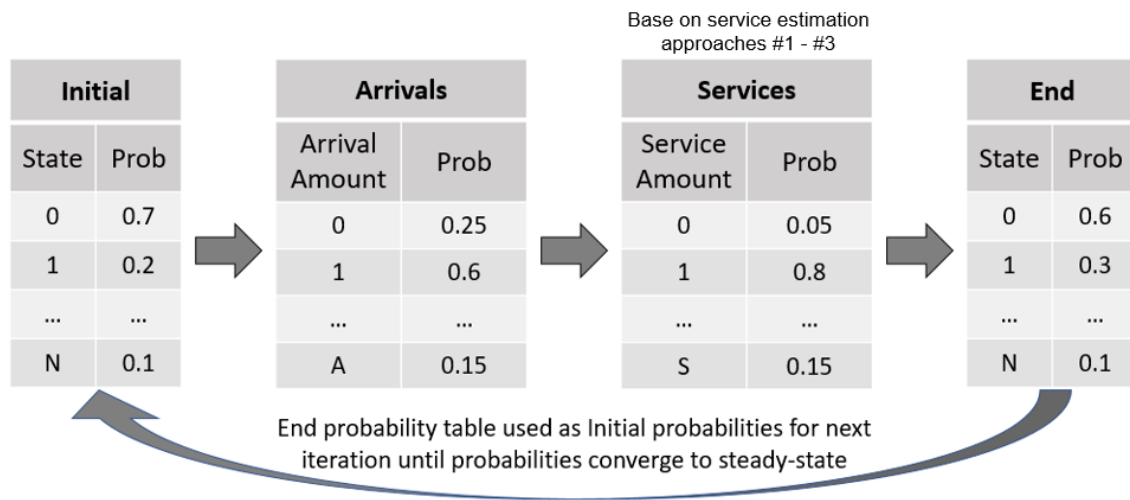 Base on service estimation
approaches #1 - #3
Initial
State Prob
0 0.7
1 0.2
... ...
N 0.1
Arrivals
Arrival
Amount
Prob
0 0.25
1 0.6
... ...
A 0.15
Services
Service
Amount
Prob
0 0.05
1 0.8
... ...
S 0.15
End
State Prob
0 0.6
1 0.3
... ...
N 0.1
End probability table used as Initial probabilities for next
iteration until probabilities converge to steady-state